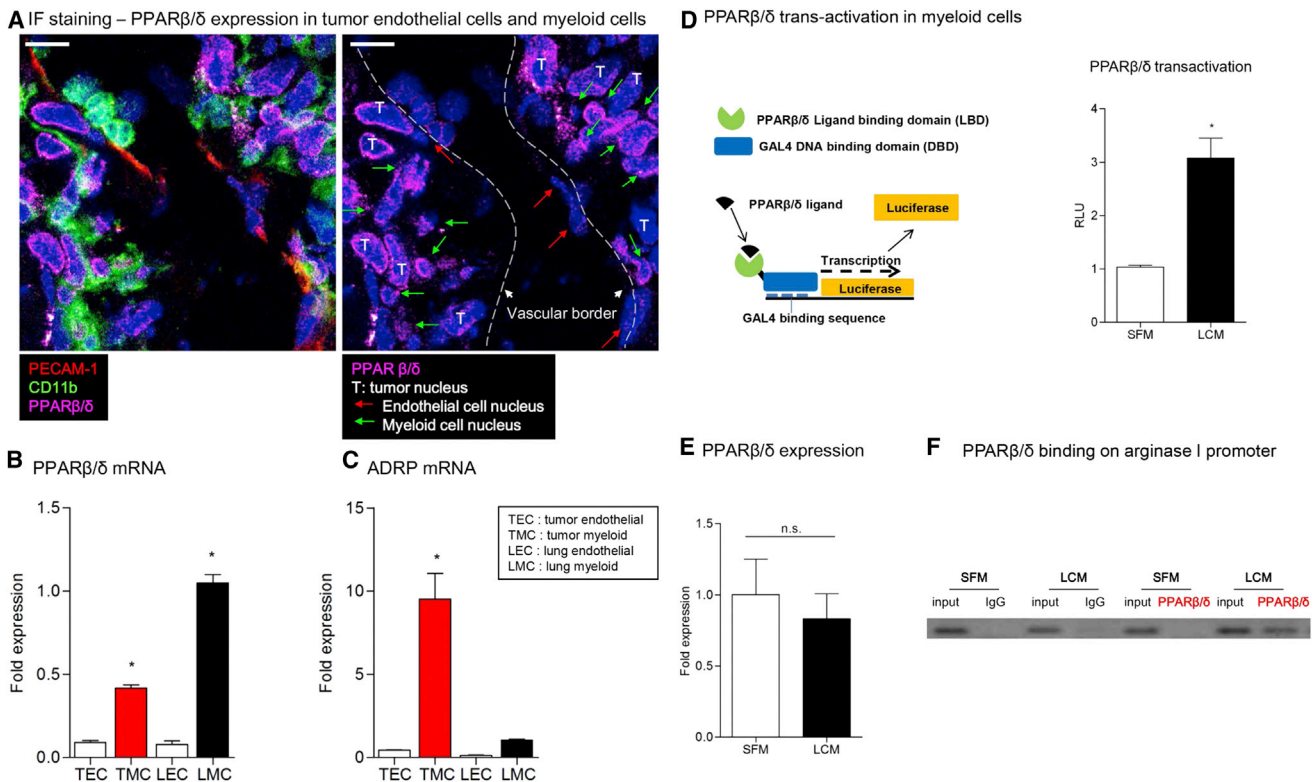 A IF staining – PPARβ/δ expression in tumor endothelial cells and myeloid cells
T T T T T T T T T T
Vascular border
PECAM-1
CD11b
PPARβ/δ
PPAR β/δ
T: tumor nucleus
Endothelial cell nucleus
Myeloid cell nucleus
B PPARβ/δ mRNA
Fold expression
1.5
1.0
0.5
0.0
* *
TEC TMC LEC LMC
C ADRP mRNA
Fold expression
15
10
5
0
*
TEC TMC LEC LMC
TEC : tumor endothelial
TMC : tumor myeloid
LEC : lung endothelial
LMC : lung myeloid
D PPARβ/δ trans-activation in myeloid cells
PPARβ/δ Ligand binding domain (LBD)
GAL4 DNA binding domain (DBD)
PPARβ/δ ligand
Luciferase
Transcription
Luciferase
GAL4 binding sequence
PPARβ/δ transactivation
RLU
4
3
2
1
0
*
SFM LCM
E PPARβ/δ expression
Fold expression
1.5
1.0
0.5
0.0
n.s.
SFM LCM
F PPARβ/δ binding on arginase I promoter
SFM LCM SFM LCM
input IgG input IgG input PPARβ/δ input PPARβ/δ